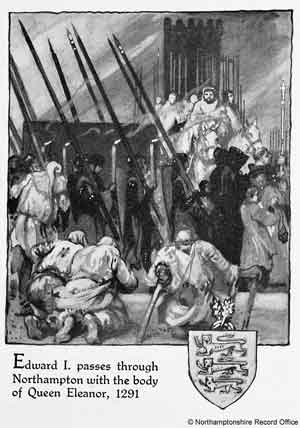 Edward I. passes through
Northampton with the body
of Queen Eleanor, 1291
© Northamptonshire Record Office